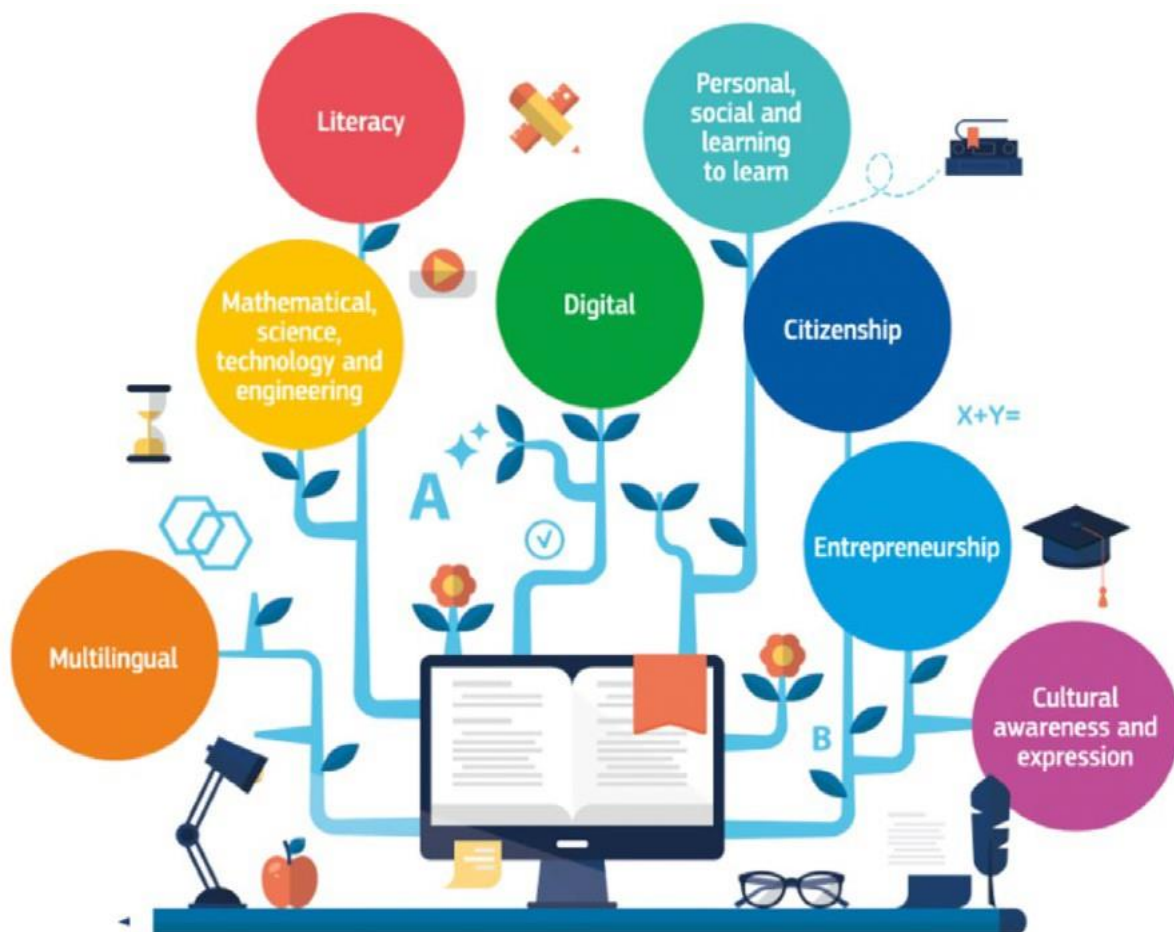 Literacy
Personal,
social and
learning
to learn
Mathematical,
science,
technology and
engineering
Digital
Citizenship
X+Y=
A
Entrepreneurship
Multilingual
B
Cultural
awareness and
expression